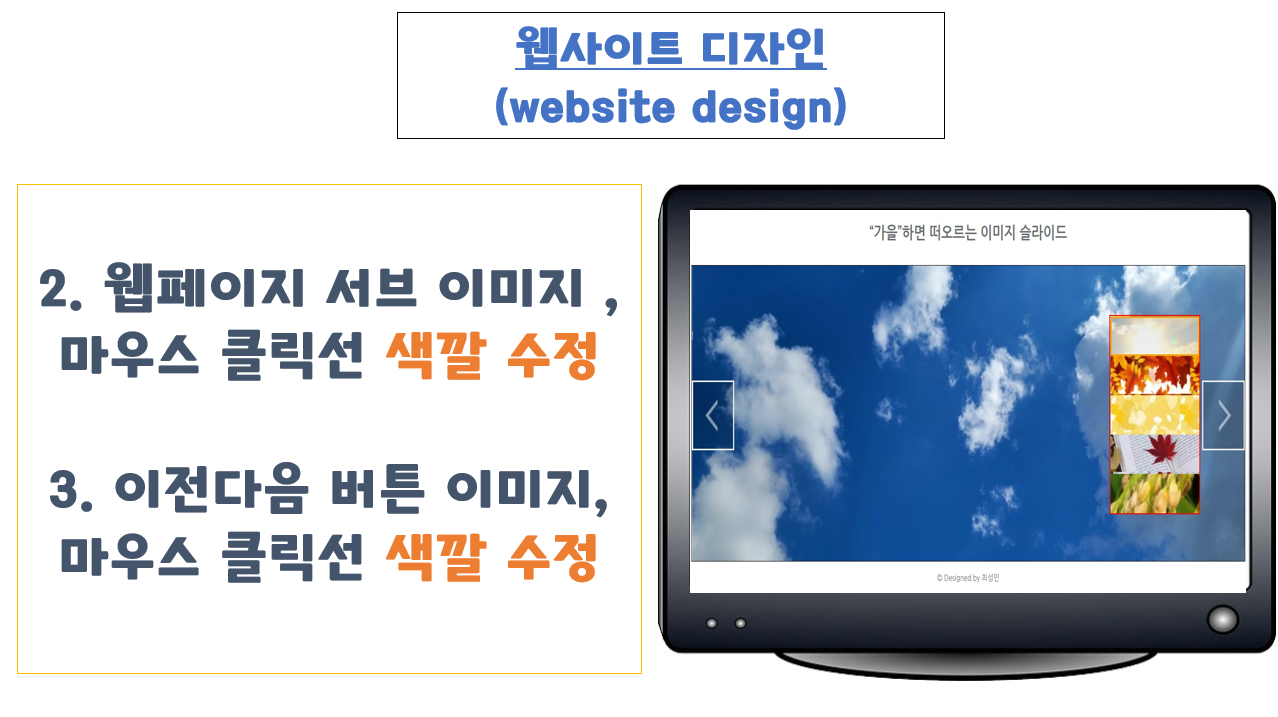 웹사이트 디자인
(website design)
2. 웹페이지 서브 이미지 ,
마우스 클릭선 색깔 수정
3. 이전다음 버튼 이미지,
마우스 클릭선 색깔 수정
“가을”하면 떠오르는 이미지 슬라이드
© Designed by 최성민